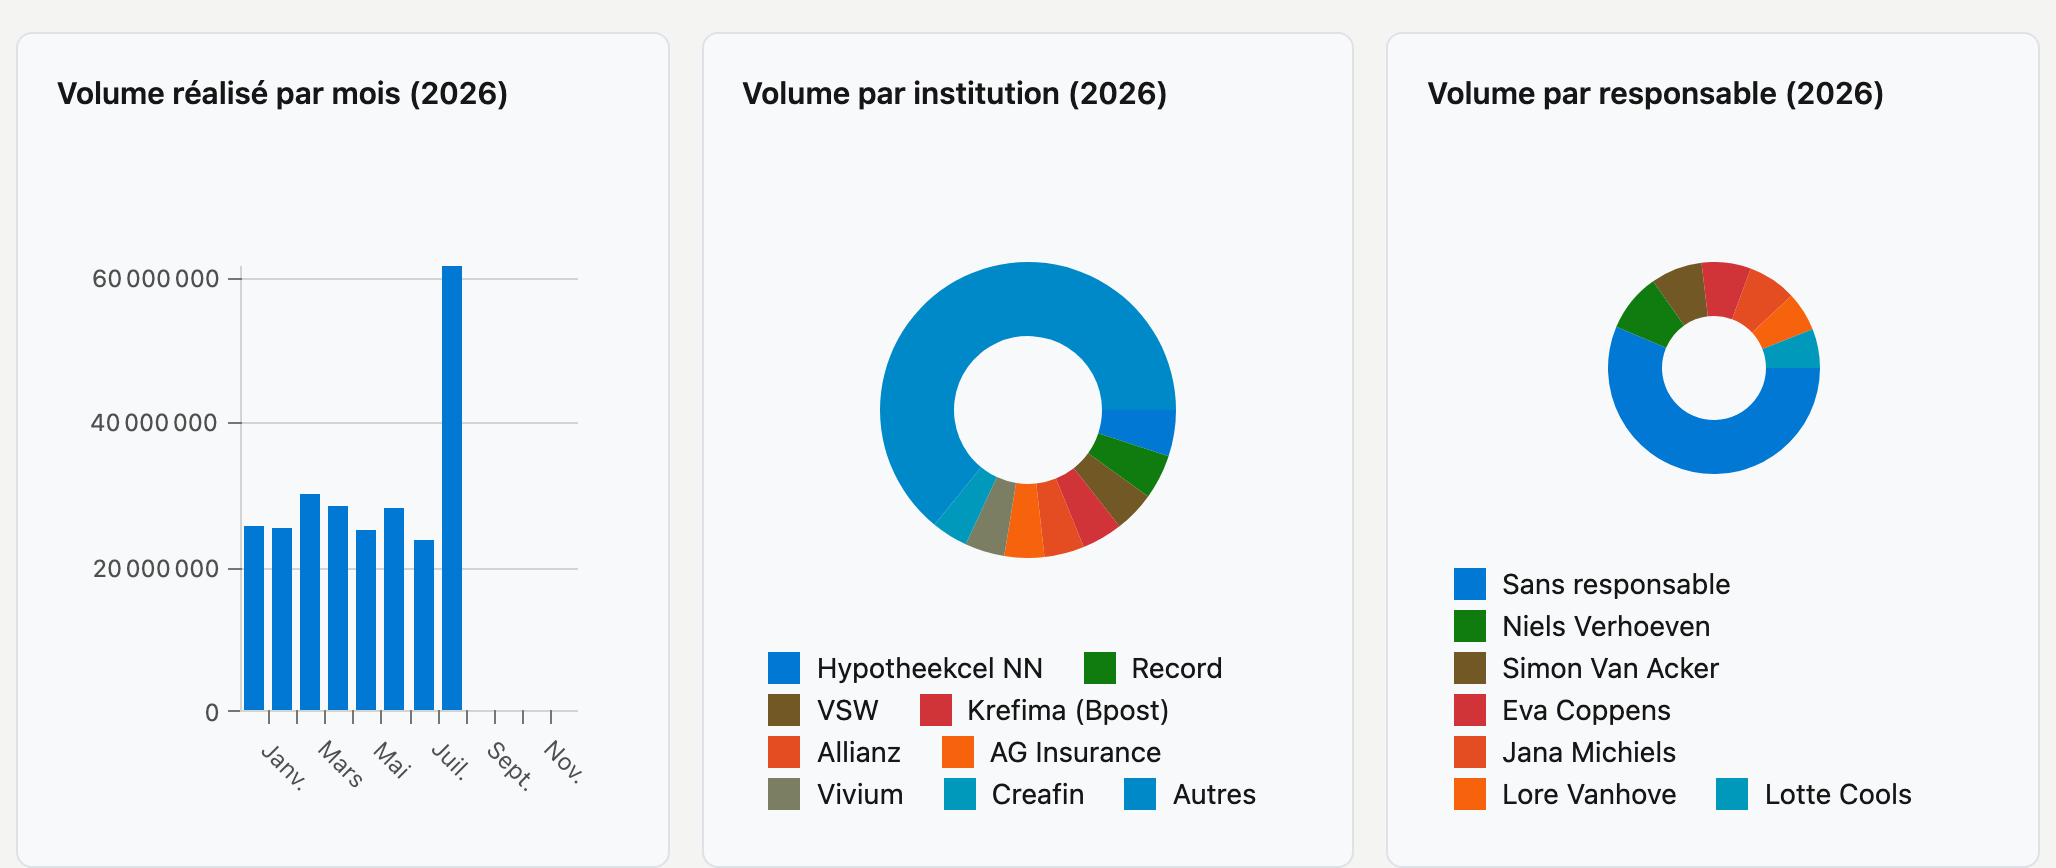 Volume réalisé par mois (2026)
60 000 000
40 000 000
20 000 000
0
Janv.
Mars
Mai
Juil.
Sept.
Nov.
Volume par institution (2026)
Hypotheekcel NN Record
VSW Krefima (Bpost)
Allianz AG Insurance
Vivium Creafin Autres
Volume par responsable (2026)
Sans responsable
Niels Verhoeven
Simon Van Acker
Eva Coppens
Jana Michiels
Lore Vanhove Lotte Cools